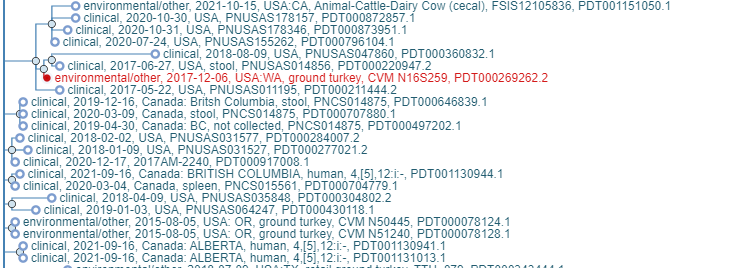 environmental/other, 2021-10-15, USA:CA, Animal-Cattle-Dairy Cow (cecal), FSIS12105836, PDT001151050.1
clinical, 2020-10-30, USA, PNUSAS178157, PDT000872857.1
clinical, 2020-10-31, USA, PNUSAS178346, PDT000873951.1
clinical, 2020-07-24, USA, PNUSAS155262, PDT000796104.1
clinical, 2018-08-09, USA, PNUSAS047860, PDT000360832.1
clinical, 2017-06-27, USA, stool, PNUSAS014856, PDT000220947.2
environmental/other, 2017-12-06, USA:WA, ground turkey, CVM N16S259, PDT000269262.2
clinical, 2017-05-22, USA, PNUSAS011195, PDT000211444.2
clinical, 2019-12-16, Canada: Britsh Columbia, stool, PNCS014875, PDT000646839.1
clinical, 2020-03-09, Canada, stool, PNCS014875, PDT000707880.1
clinical, 2019-04-30, Canada: BC, not collected, PNCS014875, PDT000497202.1
clinical, 2018-02-02, USA, PNUSAS031577, PDT000284007.2
clinical, 2018-01-09, USA, PNUSAS031527, PDT000277021.2
clinical, 2020-12-17, 2017AM-2240, PDT000917008.1
clinical, 2021-09-16, Canada: BRITISH COLUMBIA, human, 4,[5],12:i:-, PDT001130944.1
clinical, 2020-03-04, Canada, spleen, PNCS015561, PDT000704779.1
clinical, 2018-04-09, USA, PNUSAS035848, PDT000304802.2
clinical, 2019-01-03, USA, PNUSAS064247, PDT000430118.1
environmental/other, 2015-08-05, USA: OR, ground turkey, CVM N50445, PDT000078124.1
environmental/other, 2015-08-05, USA: OR, ground turkey, CVM N51240, PDT000078128.1
clinical, 2021-09-16, Canada: ALBERTA, human, 4,[5],12:i:-, PDT001130941.1
clinical, 2021-09-16, Canada: ALBERTA, human, 4,[5],12:i:-, PDT001131013.1